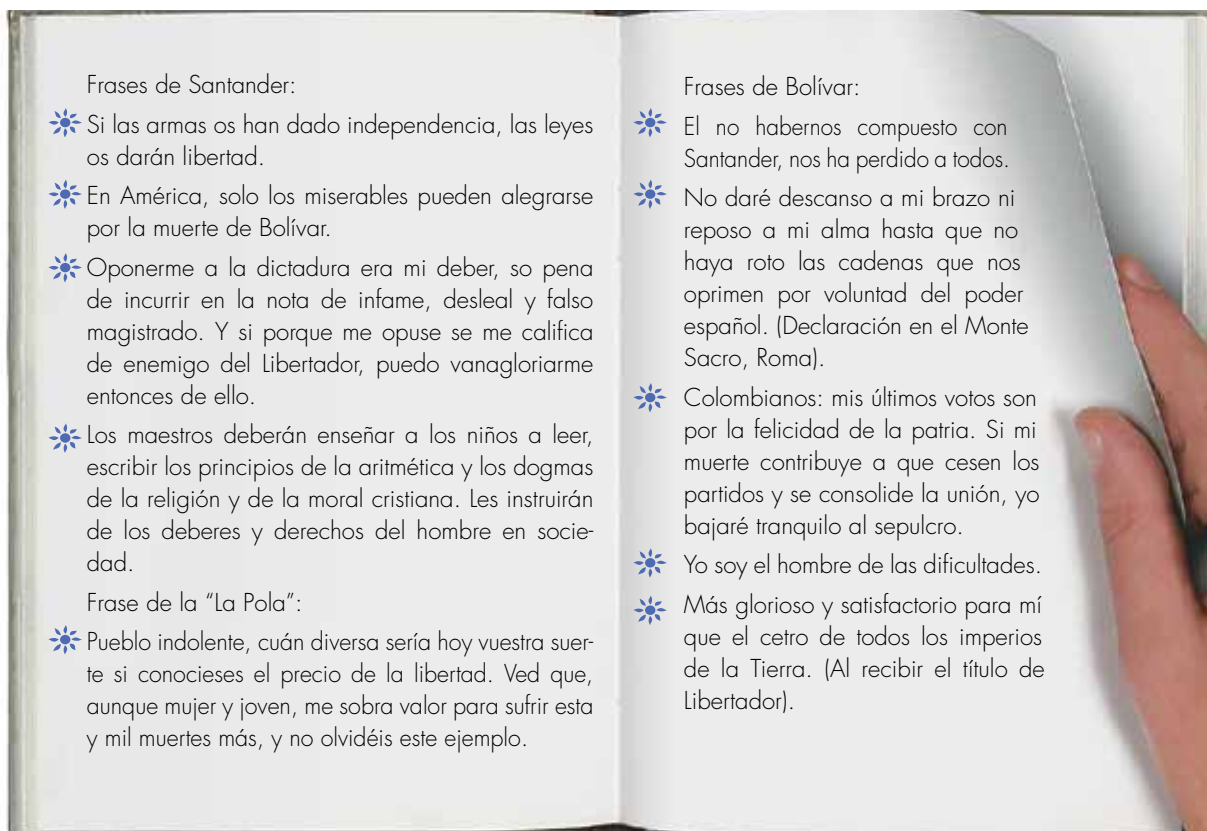 Frases de Santander:
Si las armas os han dado independencia, las leyes
os darán libertad.
En América, solo los miserables pueden alegrarse
por la muerte de Bolívar.
Oponerme a la dictadura era mi deber, so pena
de incurrir en la nota de infame, desleal y falso
magistrado. Y si porque me opuse se me califica
de enemigo del Libertador, puedo vanagloriarme
entonces de ello.
Los maestros deberán enseñar a los niños a leer,
escribir los principios de la aritmética y los dogmas
de la religión y de la moral cristiana. Les instruirán
de los deberes y derechos del hombre en socie-
dad.
Frase de la "La Pola":
Pueblo indolente, cuán diversa sería hoy vuestra suer-
te si conocieses el precio de la libertad. Ved que,
aunque mujer y joven, me sobra valor para sufrir esta
y mil muertes más, y no olvidéis este ejemplo.
Frases de Bolívar:
El no habernos compuesto con
Santander, nos ha perdido a todos.
No daré descanso a mi brazo ni
reposo a mi alma hasta que no
haya roto las cadenas que nos
oprimen por voluntad del poder
español. (Declaración en el Monte
Sacro, Roma).
Colombianos: mis últimos votos son
por la felicidad de la patria. Si mi
muerte contribuye a que cesen los
partidos y se consolide la unión, yo
bajaré tranquilo al sepulcro.
Yo soy el hombre de las dificultades.
Más glorioso y satisfactorio para mí
que el cetro de todos los imperios
de la Tierra. (Al recibir el título de
Libertador).